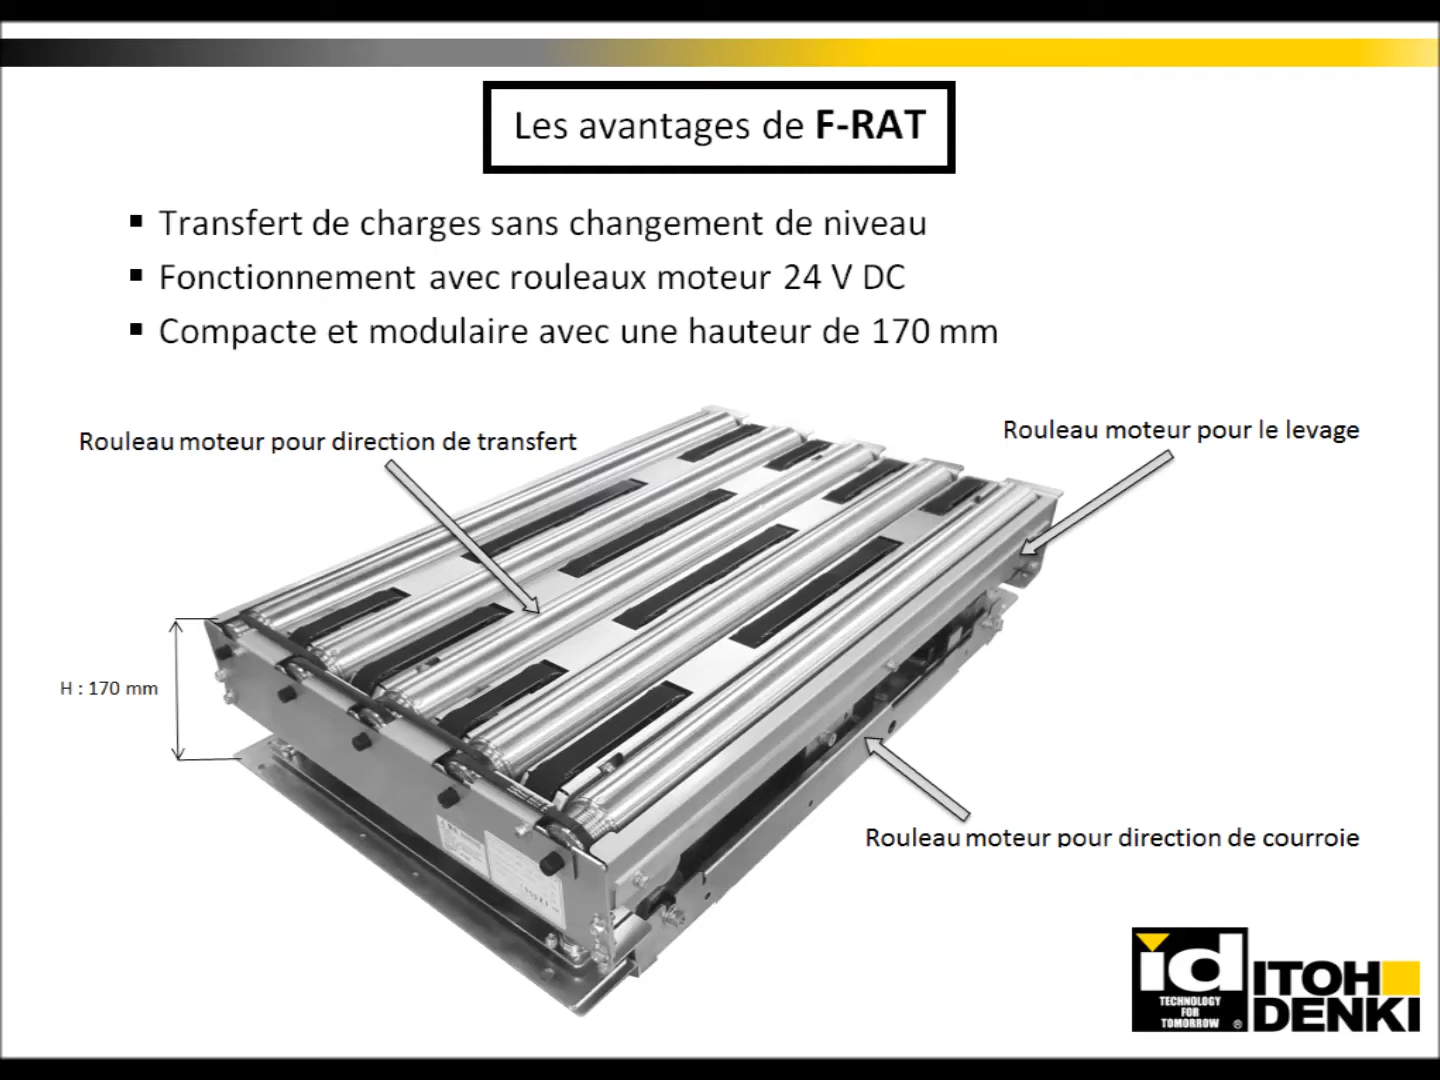 Les avantages de F-RAT
▪ Transfert de charges sans changement de niveau
▪ Fonctionnement avec rouleaux moteur 24 V DC
▪ Compacte et modulaire avec une hauteur de 170 mm
Rouleau moteur pour direction de transfert
Rouleau moteur pour le levage
H : 170 mm
Rouleau moteur pour direction de courroie
id
TECHNOLOGY
FOR
TOMORROW ®
ITOH
DENKI